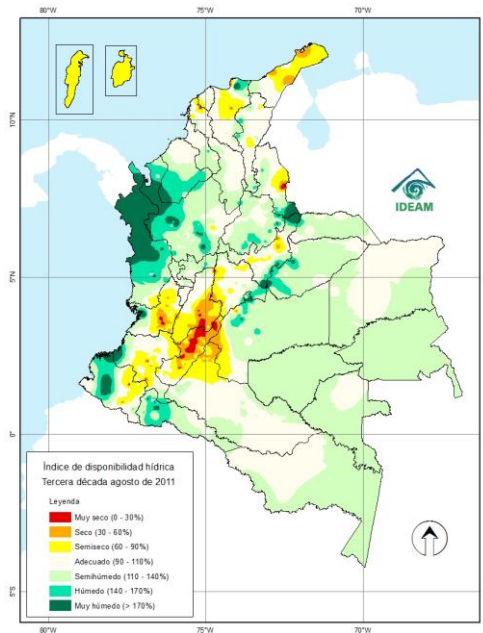 80°W
75°W
70°W
10°N
5°N
0°
5°S
IDEAM
Índice de disponibilidad hídrica
Tercera década agosto de 2011
Leyenda
Muy seco (0 - 30%)
Seco (30 - 60%)
Semiseco (60 - 90%)
Adecuado (90 - 110%)
Semihúmedo (110 - 140%)
Húmedo (140 - 170%)
Muy húmedo (> 170%)
80°W
75°W
70°W